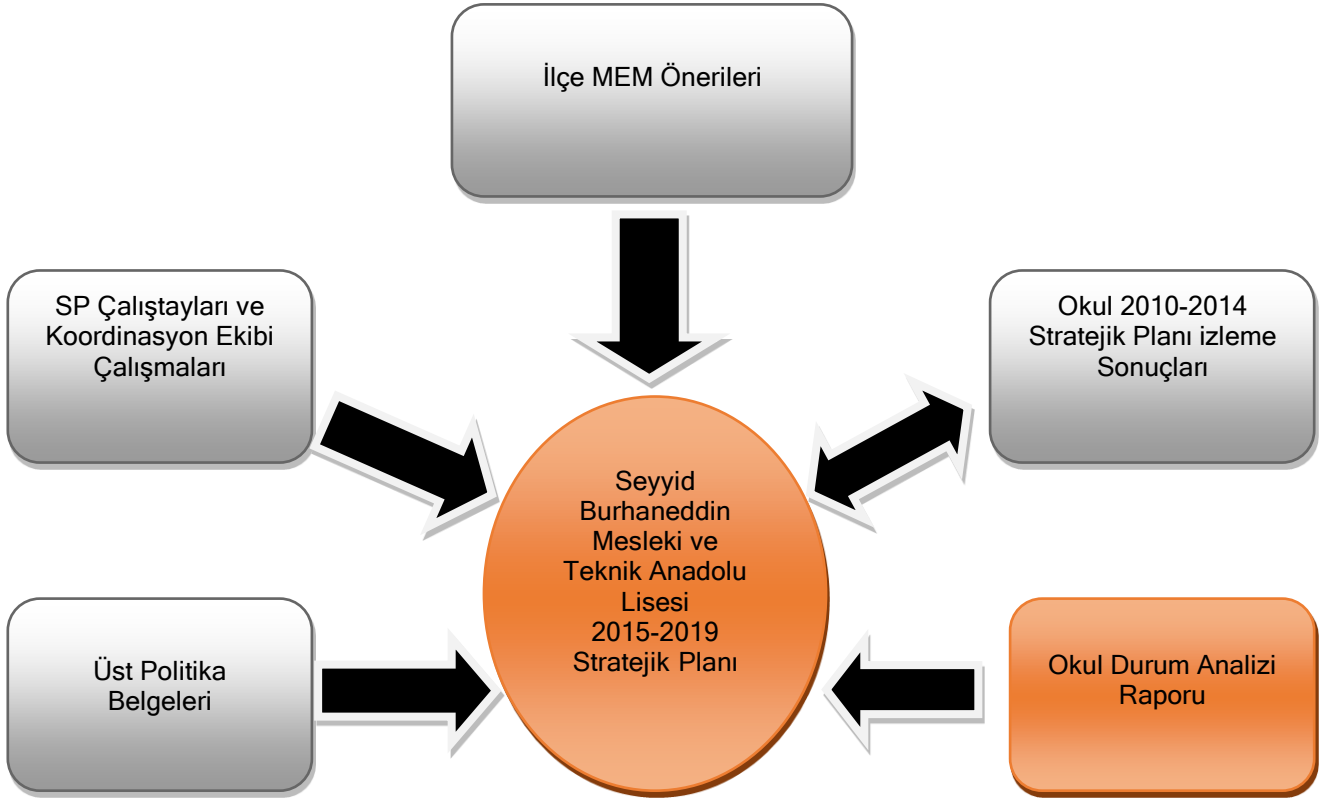 İlçe MEM Önerileri
SP Çalıştayları ve
Koordinasyon Ekibi
Çalışmaları
Okul 2010-2014
Stratejik Planı izleme
Sonuçları
Seyyid
Burhaneddin
Mesleki ve
Teknik Anadolu
Lisesi
2015-2019
Stratejik Planı
Üst Politika
Belgeleri
Okul Durum Analizi
Raporu